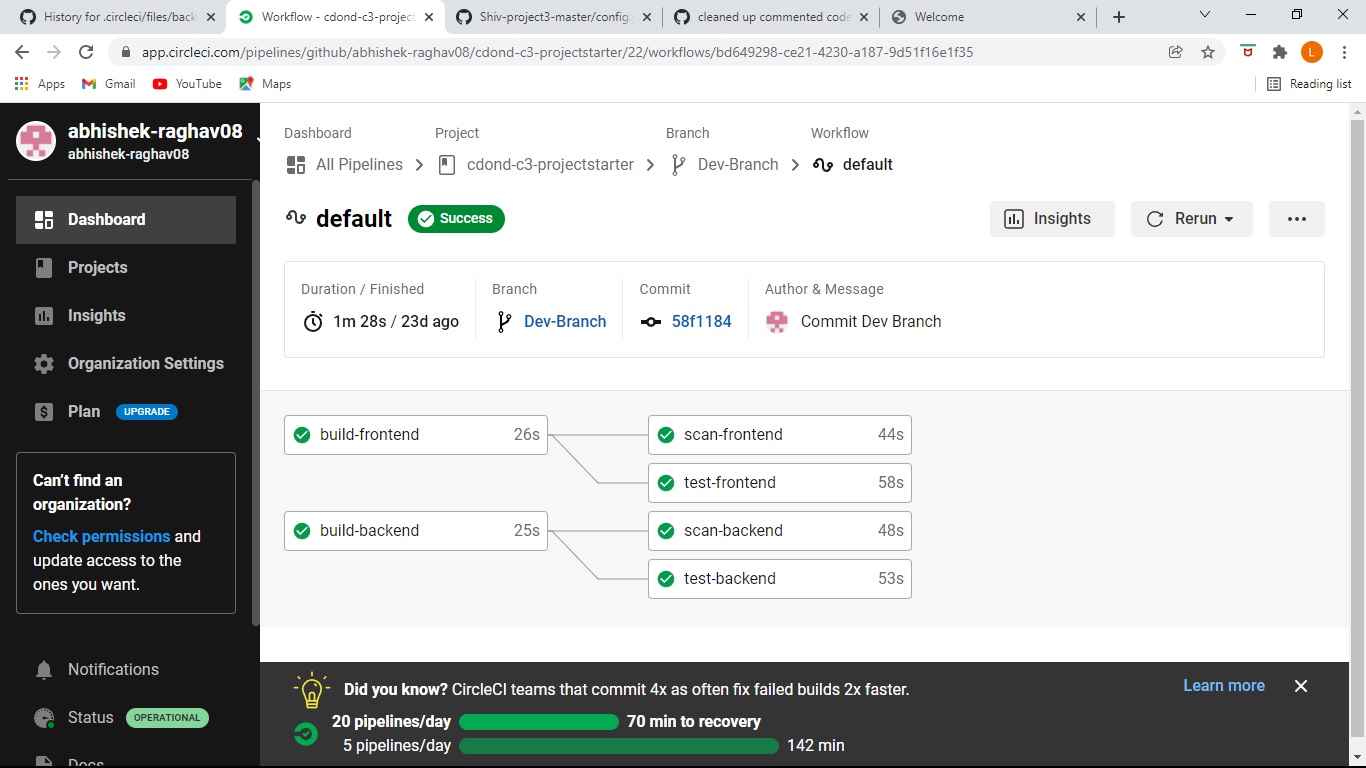 History for .circleci/files/back
Workflow - cdond-c3-project
Shiv-project3-master/config.
cleaned up commented code
Welcome
app.circleci.com/pipelines/github/abhishek-raghav08/cdond-c3-projectstarter/22/workflows/bd649298-ce21-4230-a187-9d51f16e1f35
L
Apps
Gmail
YouTube
Maps
Reading list
abhishek-raghav08
abhishek-raghav08
Dashboard
Projects
Insights
Organization Settings
Plan UPGRADE
Can't find an
organization?
Check permissions and
update access to the
ones you want.
Notifications
Status OPERATIONAL
Docs
Dashboard Project Branch Workflow
All Pipelines cdond-c3-projectstarter Dev-Branch default
default Success
Insights Rerun
Duration / Finished Branch Commit Author & Message
1m 28s / 23d ago Dev-Branch 58f1184 Commit Dev Branch
build-frontend 26s scan-frontend 44s
test-frontend 58s
build-backend 25s scan-backend 48s
test-backend 53s
Did you know? CircleCI teams that commit 4x as often fix failed builds 2x faster.
Learn more
20 pipelines/day 70 min to recovery
5 pipelines/day 142 min